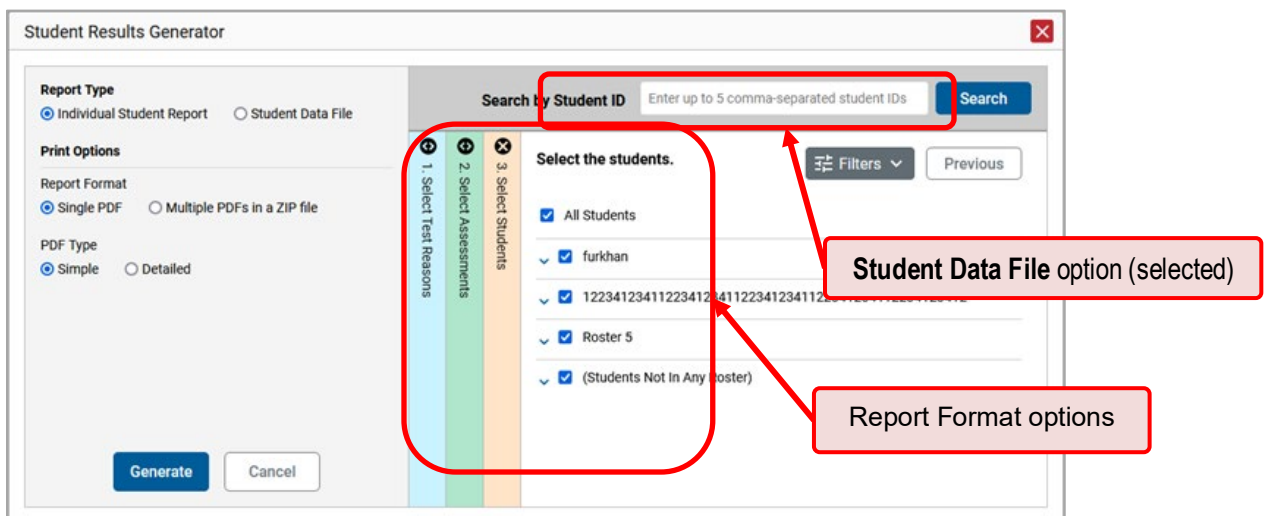 Student Results Generator
Report Type
Individual Student Report Student Data File
Print Options
Report Format
Single PDF Multiple PDFs in a ZIP file
PDF Type
Simple Detailed
Generate Cancel
Search by Student ID Enter up to 5 comma-separated student IDs Search
1. Select Test Reasons
2. Select Assessments
3. Select Students
Select the students. Filters Previous
All Students
furkhan
Roster 5
(Students Not In Any Roster)
Student Data File option (selected)
Report Format options